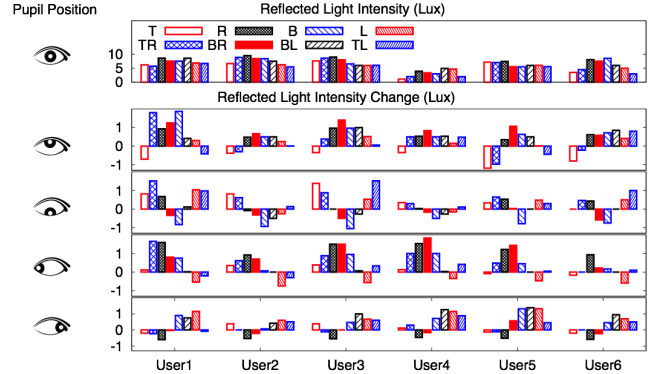 Pupil Position
Reflected Light Intensity (Lux)
T R B L
TR BR BL TL
10
5
0
Reflected Light Intensity Change (Lux)
1
0
-1
1
0
-1
1
0
-1
1
0
-1
User1 User2 User3 User4 User5 User6